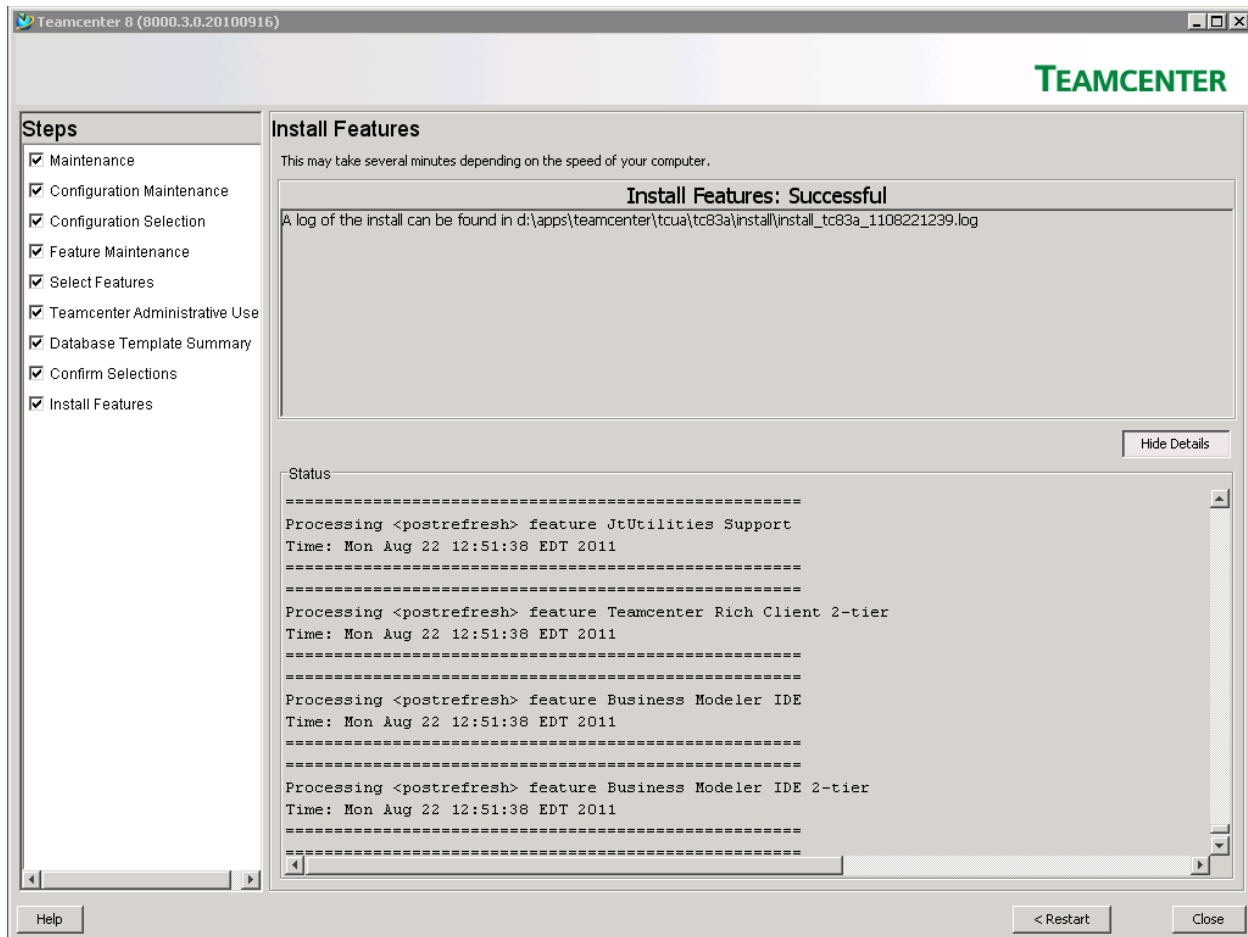 Teamcenter 8 (8000.3.0.20100916)
TEAMCENTER
Steps
Maintenance
Configuration Maintenance
Configuration Selection
Feature Maintenance
Select Features
Teamcenter Administrative Use
Database Template Summary
Confirm Selections
Install Features
Install Features
This may take several minutes depending on the speed of your computer.
Install Features: Successful
A log of the install can be found in d:\apps\teamcenter\tcua\tc83a\install\install_tc83a_1108221239.log
Hide Details
Status
=====================================================
Processing <postrefresh> feature JtUtilities Support
Time: Mon Aug 22 12:51:38 EDT 2011
=====================================================
=====================================================
Processing <postrefresh> feature Teamcenter Rich Client 2-tier
Time: Mon Aug 22 12:51:38 EDT 2011
=====================================================
=====================================================
Processing <postrefresh> feature Business Modeler IDE
Time: Mon Aug 22 12:51:38 EDT 2011
=====================================================
=====================================================
Processing <postrefresh> feature Business Modeler IDE 2-tier
Time: Mon Aug 22 12:51:38 EDT 2011
=====================================================
=====================================================
Help
< Restart
Close